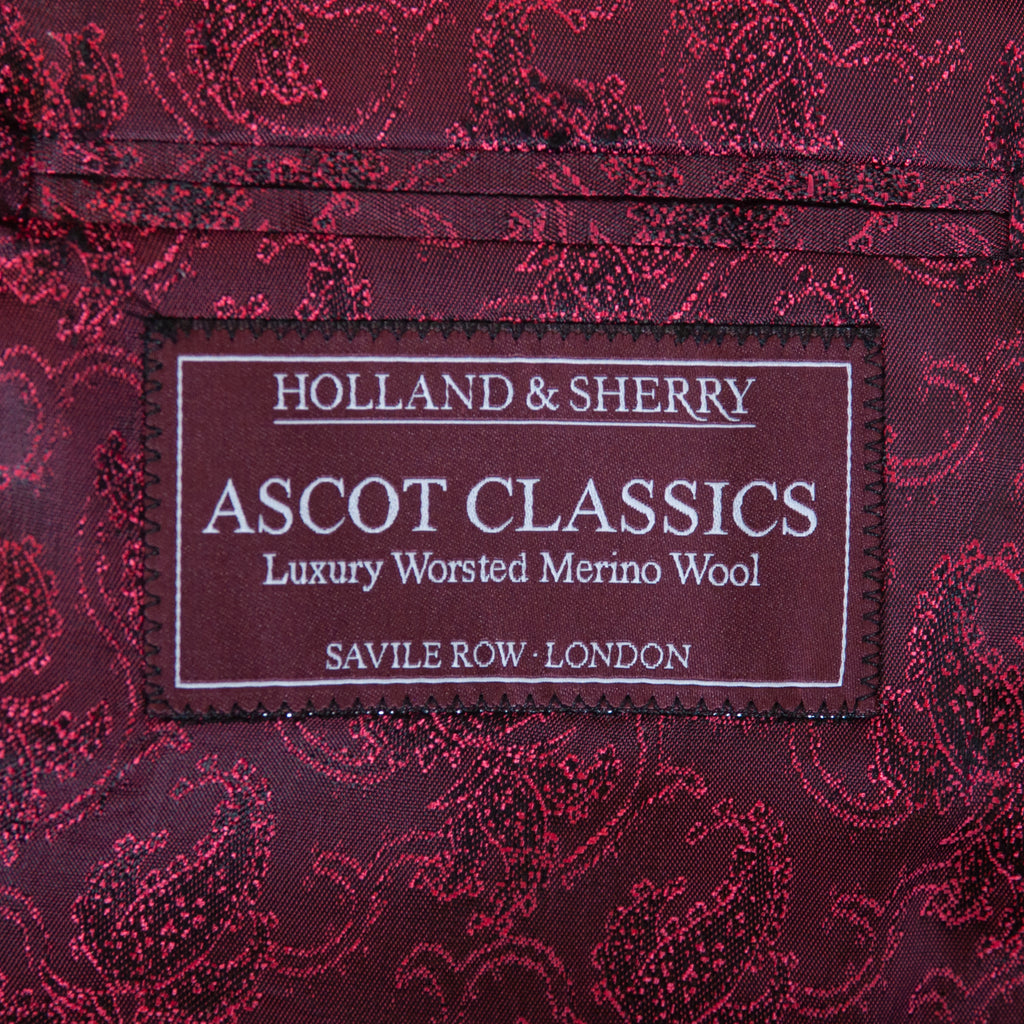 HOLLAND & SHERRY
ASCOT CLASSICS
Luxury Worsted Merino Wool
SAVILE ROW · LONDON